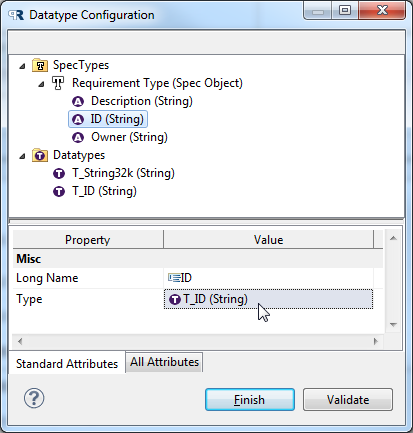 Datatype Configuration
SpecTypes
Requirement Type (Spec Object)
Description (String)
ID (String)
Owner (String)
Datatypes
T_String32k (String)
T_ID (String)
Property Value
Misc
Long Name ID
Type T_ID (String)
Standard Attributes All Attributes
Finish Validate